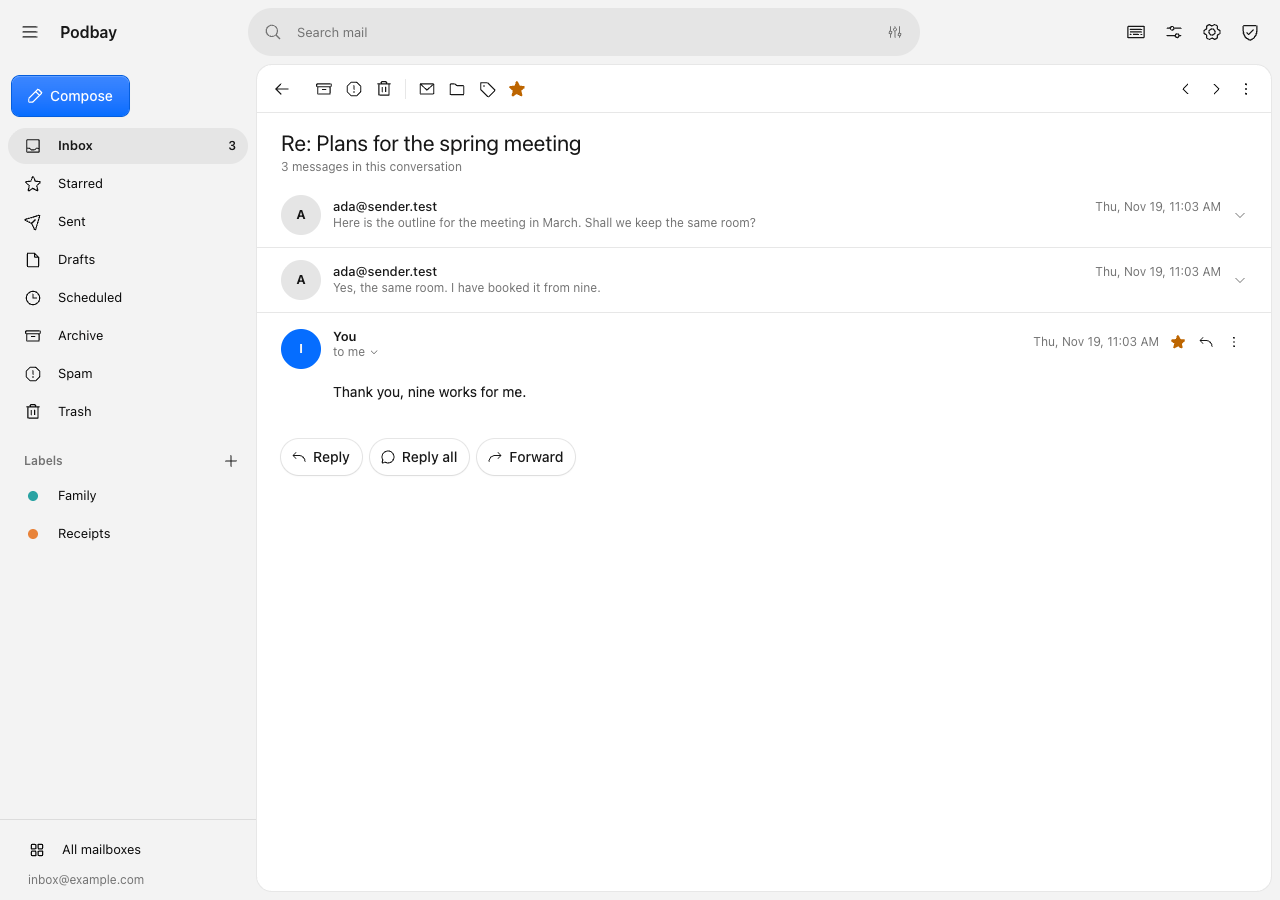 Podbay
Search mail
Compose
Inbox 3
Starred
Sent
Drafts
Scheduled
Archive
Spam
Trash
Labels
Family
Receipts
All mailboxes
inbox@example.com
Re: Plans for the spring meeting
3 messages in this conversation
A
ada@sender.test
Thu, Nov 19, 11:03 AM
Here is the outline for the meeting in March. Shall we keep the same room?
A
ada@sender.test
Thu, Nov 19, 11:03 AM
Yes, the same room. I have booked it from nine.
I
You
Thu, Nov 19, 11:03 AM
to me
Thank you, nine works for me.
Reply
Reply all
Forward